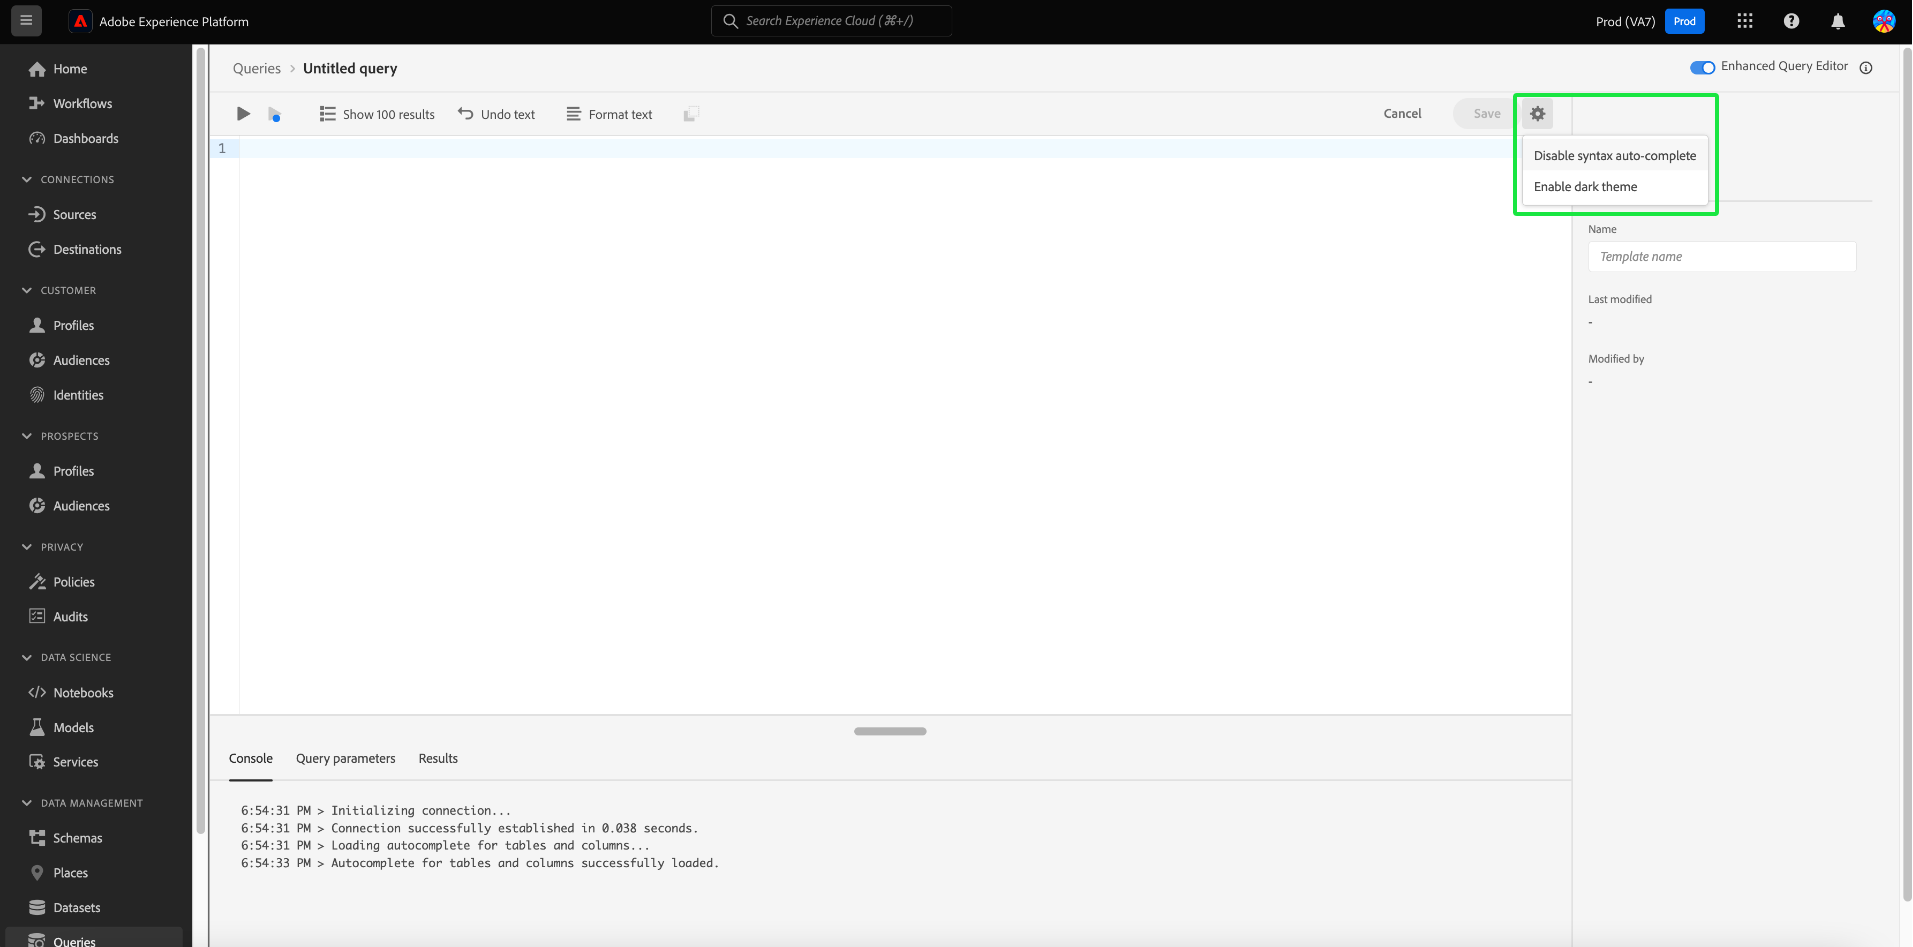 Adobe Experience Platform
Search Experience Cloud (⌘+/)
Prod (VA7)
Prod
Home
Workflows
Dashboards
CONNECTIONS
Sources
Destinations
CUSTOMER
Profiles
Audiences
Identities
PROSPECTS
Profiles
Audiences
PRIVACY
Policies
Audits
DATA SCIENCE
Notebooks
Models
Services
DATA MANAGEMENT
Schemas
Places
Datasets
Queries
Queries > Untitled query
Enhanced Query Editor
Show 100 results
Undo text
Format text
Cancel
Save
1
Disable syntax auto-complete
Enable dark theme
Name
Template name
Last modified
-
Modified by
-
Console
Query parameters
Results
6:54:31 PM > Initializing connection...
6:54:31 PM > Connection successfully established in 0.038 seconds.
6:54:31 PM > Loading autocomplete for tables and columns...
6:54:33 PM > Autocomplete for tables and columns successfully loaded.